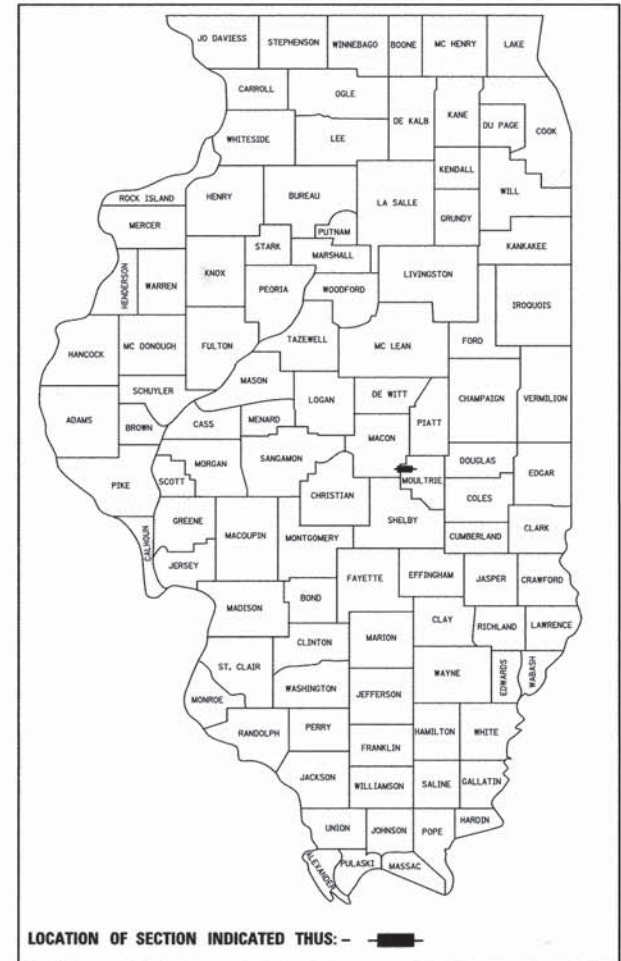 JO DAVIESS STEPHENSON WINNEBAGO BOONE MC HENRY LAKE
CARROLL OGLE DE KALB KANE DU PAGE COOK
WHITESIDE LEE
KENDALL WILL
ROCK ISLAND HENRY BUREAU LA SALLE GRUNDY
MERCER STARK PUTNAM KANKAKEE
MARSHALL
HENDERSON WARREN KNOX PEORIA WOODFORD LIVINGSTON IROQUOIS
HANCOCK MC DONOUGH FULTON TAZEWELL MC LEAN FORD
MASON
SCHUYLER LOGAN DE WITT CHAMPAIGN VERMILION
ADAMS BROWN CASS MENARD PIATT
MACON
SCOTT MORGAN SANGAMON DOUGLAS EDGAR
PIKE CHRISTIAN MOULTRIE COLES
GREENE SHELBY
CALHOUN MACOUPIN MONTGOMERY CUMBERLAND CLARK
JERSEY
FAYETTE EFFINGHAM JASPER CRAWFORD
MADISON BOND CLAY RICHLAND LAWRENCE
CLINTON MARION
ST. CLAIR WAYNE EDWARDS WABASH
MONROE WASHINGTON JEFFERSON
RANDOLPH PERRY HAMILTON WHITE
FRANKLIN
JACKSON WILLIAMSON SALINE GALLATIN
HARDIN
UNION JOHNSON POPE
ALEXANDER PULASKI MASSAC
LOCATION OF SECTION INDICATED THUS: -